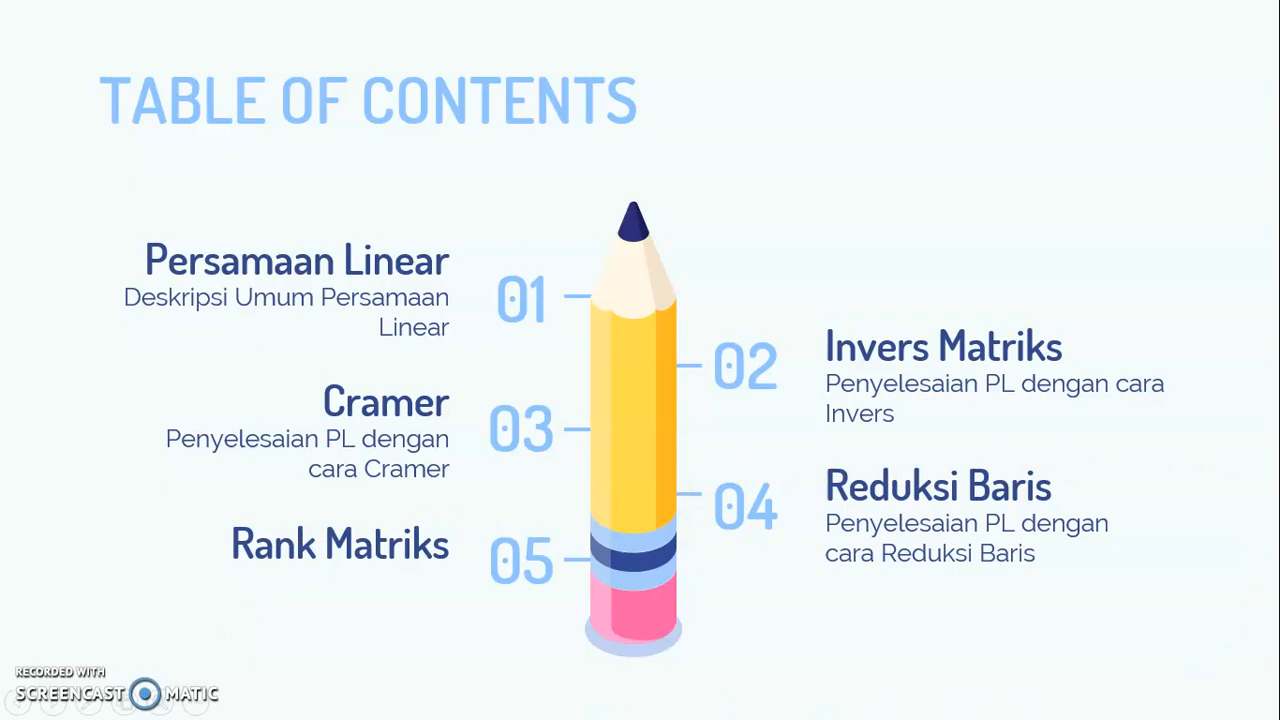 TABLE OF CONTENTS
Persamaan Linear
Deskripsi Umum Persamaan
Linear
01
02
Invers Matriks
Penyelesaian PL dengan cara
Invers
Cramer
Penyelesaian PL dengan
cara Cramer
03
04
Reduksi Baris
Penyelesaian PL dengan
cara Reduksi Baris
Rank Matriks
05
RECORDED WITH
SCREENCAST MATIC